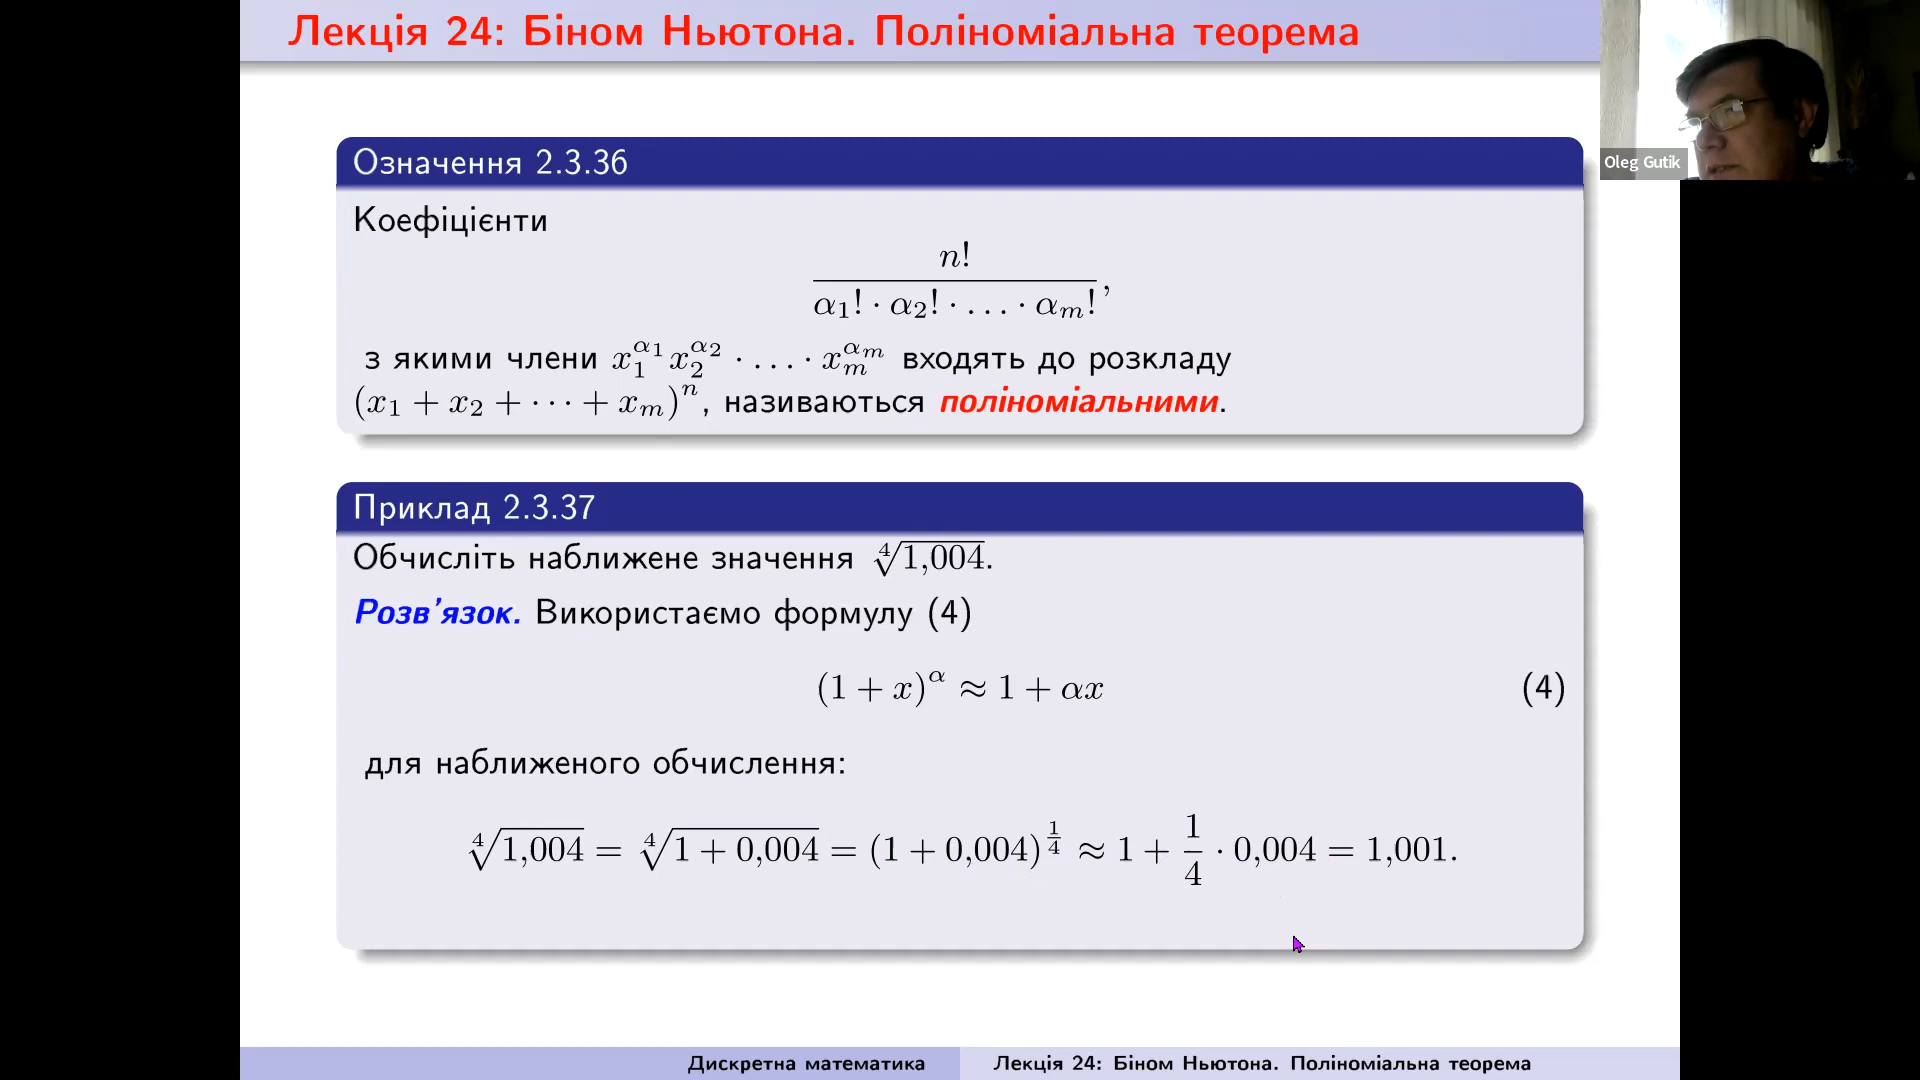 Лекція 24: Біном Ньютона. Поліноміальна теорема
Oleg Gutik
Означення 2.3.36
Коефіцієнти
n!
α₁! · α₂! · . . . · αₘ!,
з якими члени x₁^α₁ x₂^α₂ · . . . · xₘ^αₘ входять до розкладу
(x₁ + x₂ + · · · + xₘ)ⁿ, називаються поліноміальними.
Приклад 2.3.37
Обчисліть наближене значення ⁴√1,004.
Розв'язок. Використаємо формулу (4)
(1 + x)^α ≈ 1 + αx (4)
для наближеного обчислення:
⁴√1,004 = ⁴√1 + 0,004 = (1 + 0,004)^1/4 ≈ 1 + 1/4 · 0,004 = 1,001.
Дискретна математика
Лекція 24: Біном Ньютона. Поліноміальна теорема